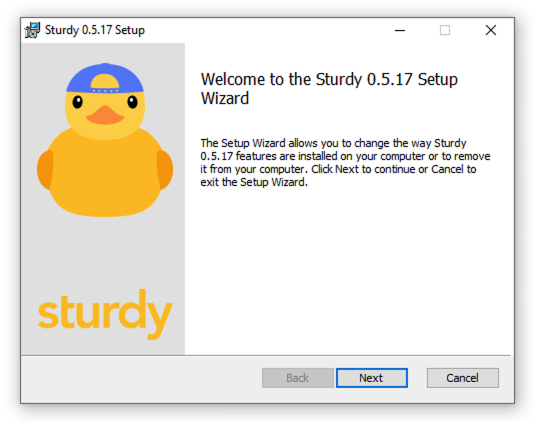 Sturdy 0.5.17 Setup
Welcome to the Sturdy 0.5.17 Setup
Wizard
The Setup Wizard allows you to change the way Sturdy
0.5.17 features are installed on your computer or to remove
it from your computer. Click Next to continue or Cancel to
exit the Setup Wizard.
sturdy
Back Next Cancel